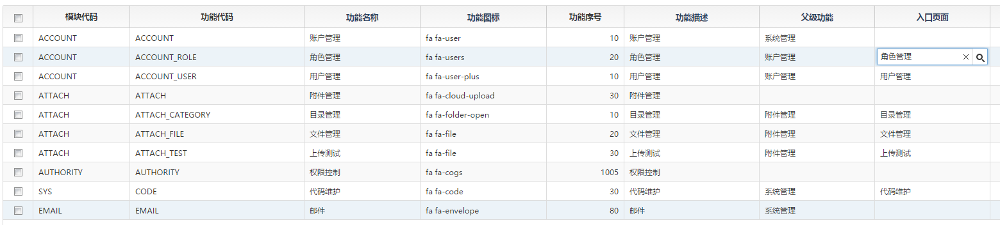 模块代码 功能代码 功能名称 功能图标 功能序号 功能描述 父级功能 入口页面
ACCOUNT ACCOUNT 账户管理 fa fa-user 10 账户管理 系统管理
ACCOUNT ACCOUNT_ROLE 角色管理 fa fa-users 20 角色管理 账户管理 角色管理
ACCOUNT ACCOUNT_USER 用户管理 fa fa-user-plus 10 用户管理 账户管理 用户管理
ATTACH ATTACH 附件管理 fa fa-cloud-upload 30 附件管理
ATTACH ATTACH_CATEGORY 目录管理 fa fa-folder-open 10 目录管理 附件管理 目录管理
ATTACH ATTACH_FILE 文件管理 fa fa-file 20 文件管理 附件管理 文件管理
ATTACH ATTACH_TEST 上传测试 fa fa-file 30 上传测试 附件管理 上传测试
AUTHORITY AUTHORITY 权限控制 fa fa-cogs 1005 权限控制
SYS CODE 代码维护 fa fa-code 30 代码维护 系统管理 代码维护
EMAIL EMAIL 邮件 fa fa-envelope 80 邮件 系统管理